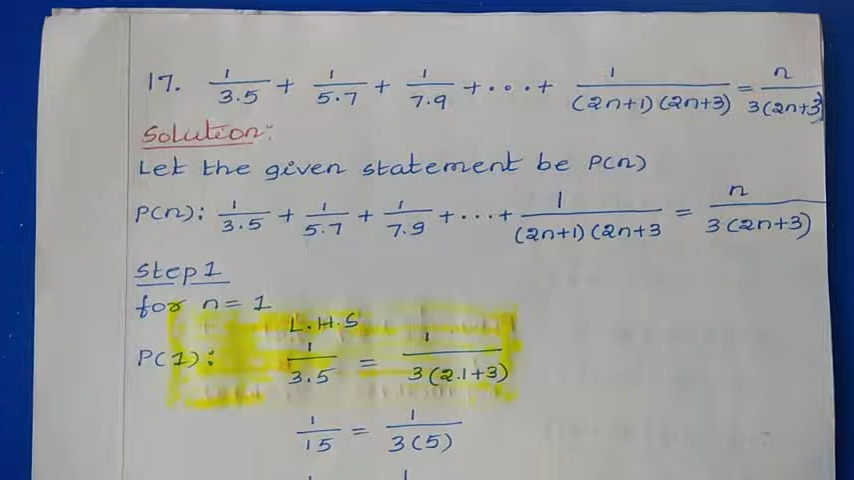 17. 1/3.5 + 1/5.7 + 1/7.9 + ... + 1/(2n+1)(2n+3) = n/3(2n+3)
Solution:
Let the given statement be P(n)
P(n): 1/3.5 + 1/5.7 + 1/7.9 + ... + 1/(2n+1)(2n+3 = n/3(2n+3)
Step 1
for n = 1
L.H.S
P(1): 1/3.5 = 1/3(2.1+3)
1/15 = 1/3(5)
1 1